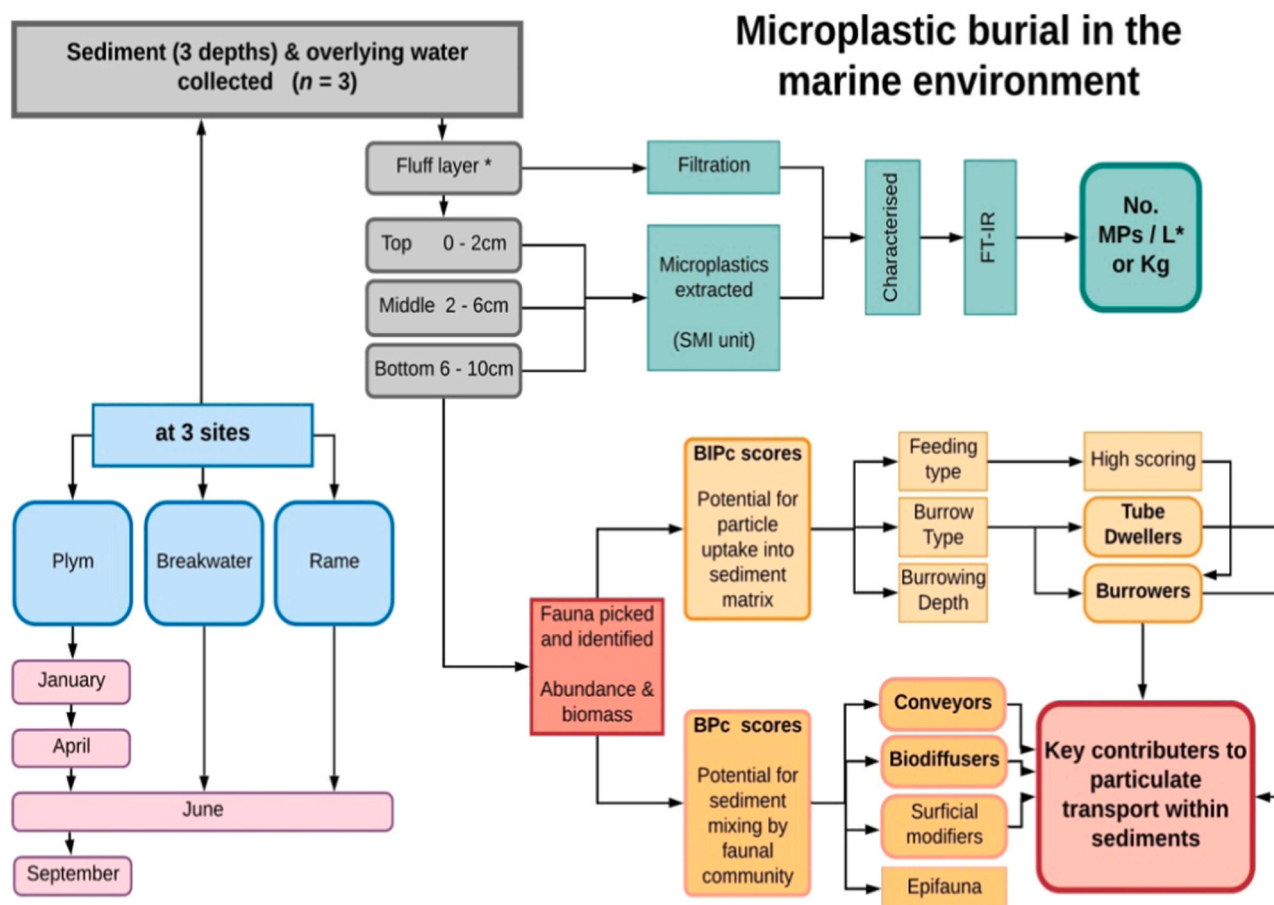 Microplastic burial in the
marine environment
Sediment (3 depths) & overlying water
collected (n = 3)
Fluff layer *
Top 0 - 2cm
Middle 2 - 6cm
Bottom 6 - 10cm
Filtration
Microplastics
extracted
(SMI unit)
Characterised
FT-IR
No.
MPs / L*
or Kg
at 3 sites
Plym
Breakwater
Rame
January
April
June
September
Fauna picked
and identified
Abundance &
biomass
BIPc scores
Potential for
particle
uptake into
sediment
matrix
Feeding
type
Burrow
Type
Burrowing
Depth
High scoring
Tube
Dwellers
Burrowers
BPc scores
Potential for
sediment
mixing by
faunal
community
Conveyors
Biodiffusers
Surficial
modifiers
Epifauna
Key contributers to
particulate
transport within
sediments